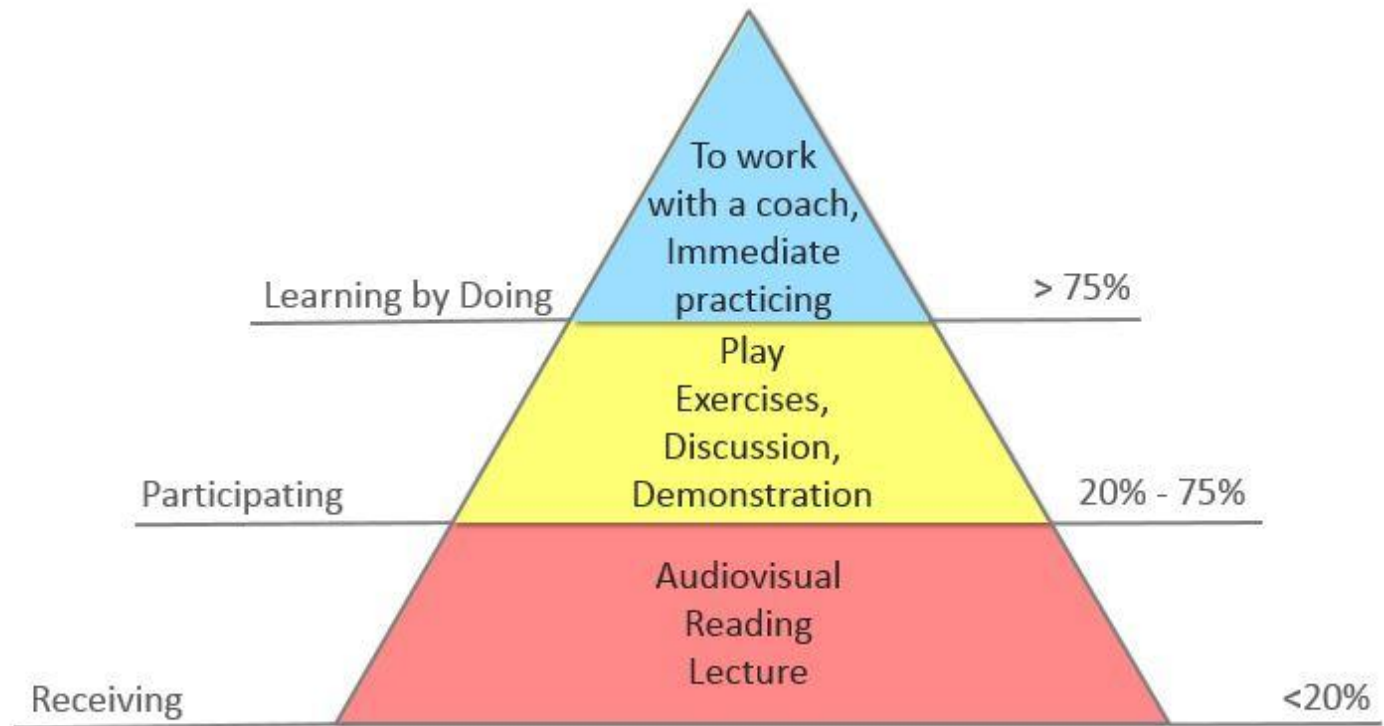 To work
with a coach,
Immediate
practicing
Learning by Doing
> 75%
Play
Exercises,
Discussion,
Demonstration
Participating
20% - 75%
Audiovisual
Reading
Lecture
Receiving
<20%